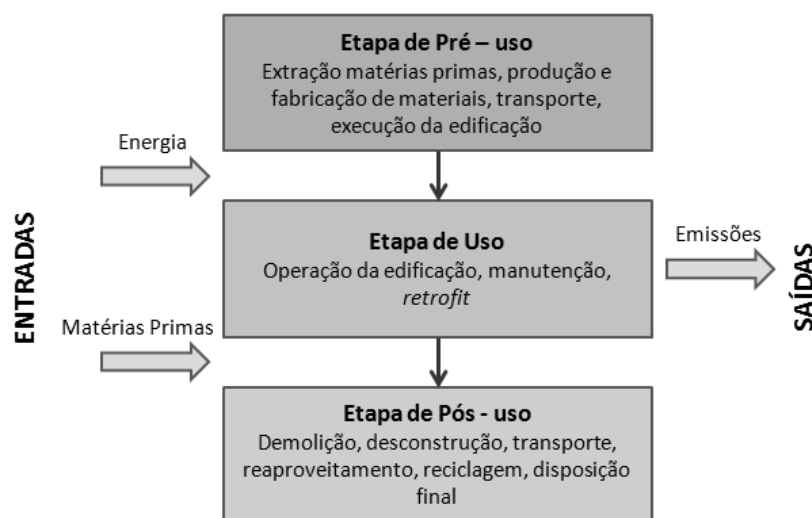 Etapa de Pré – uso
Extração matérias primas, produção e
fabricação de materiais, transporte,
execução da edificação
Energia
ENTRADAS
Etapa de Uso
Operação da edificação, manutenção,
retrofit
Emissões
SAÍDAS
Matérias Primas
Etapa de Pós - uso
Demolição, desconstrução, transporte,
reaproveitamento, reciclagem, disposição
final